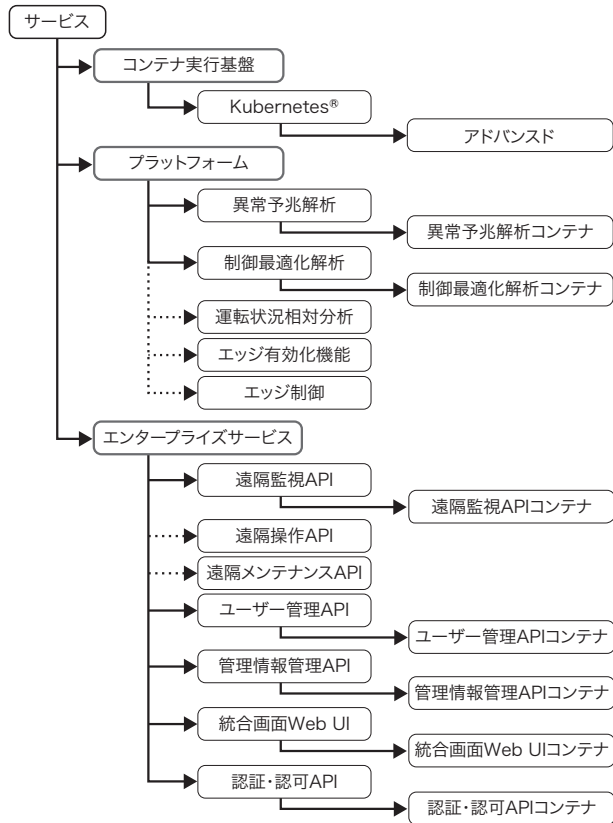 サービス
コンテナ実行基盤
Kubernetes®
アドバンスド
プラットフォーム
異常予兆解析
異常予兆解析コンテナ
制御最適化解析
制御最適化解析コンテナ
運転状況相対分析
エッジ有効化機能
エッジ制御
エンタープライズサービス
遠隔監視API
遠隔監視APIコンテナ
遠隔操作API
遠隔メンテナンスAPI
ユーザー管理API
ユーザー管理APIコンテナ
管理情報管理API
管理情報管理APIコンテナ
統合画面Web UI
統合画面Web UIコンテナ
認証・認可API
認証・認可APIコンテナ